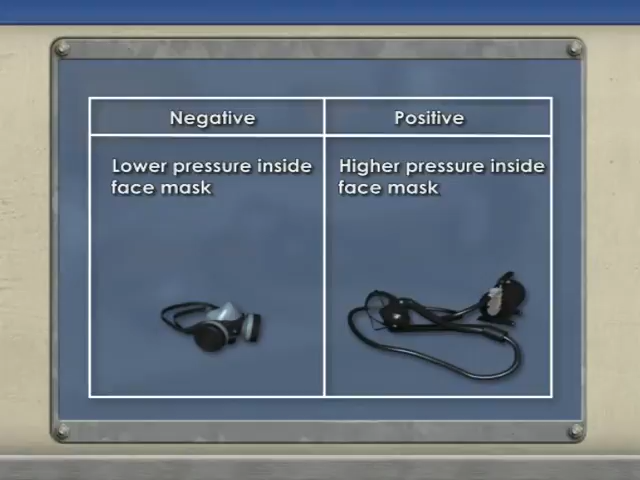 Negative
Positive
Lower pressure inside
face mask
Higher pressure inside
face mask